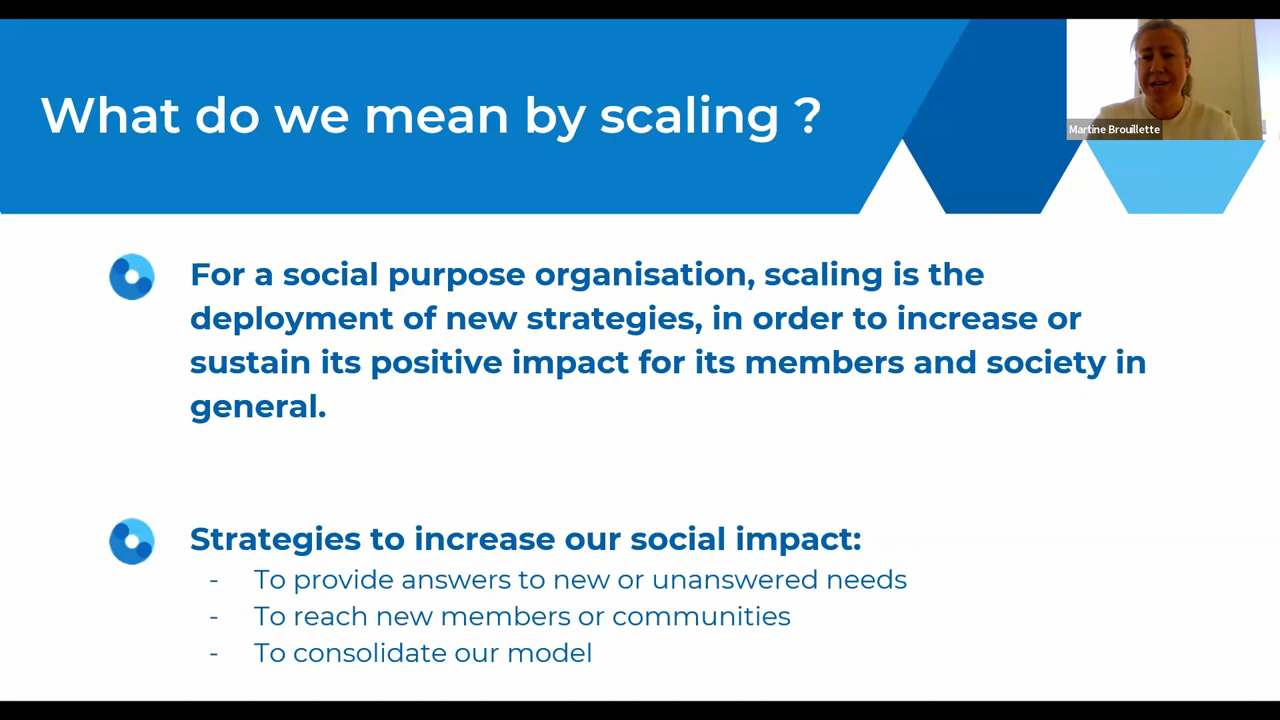 What do we mean by scaling ?
Martine Brouillette
For a social purpose organisation, scaling is the
deployment of new strategies, in order to increase or
sustain its positive impact for its members and society in
general.
Strategies to increase our social impact:
- To provide answers to new or unanswered needs
- To reach new members or communities
- To consolidate our model